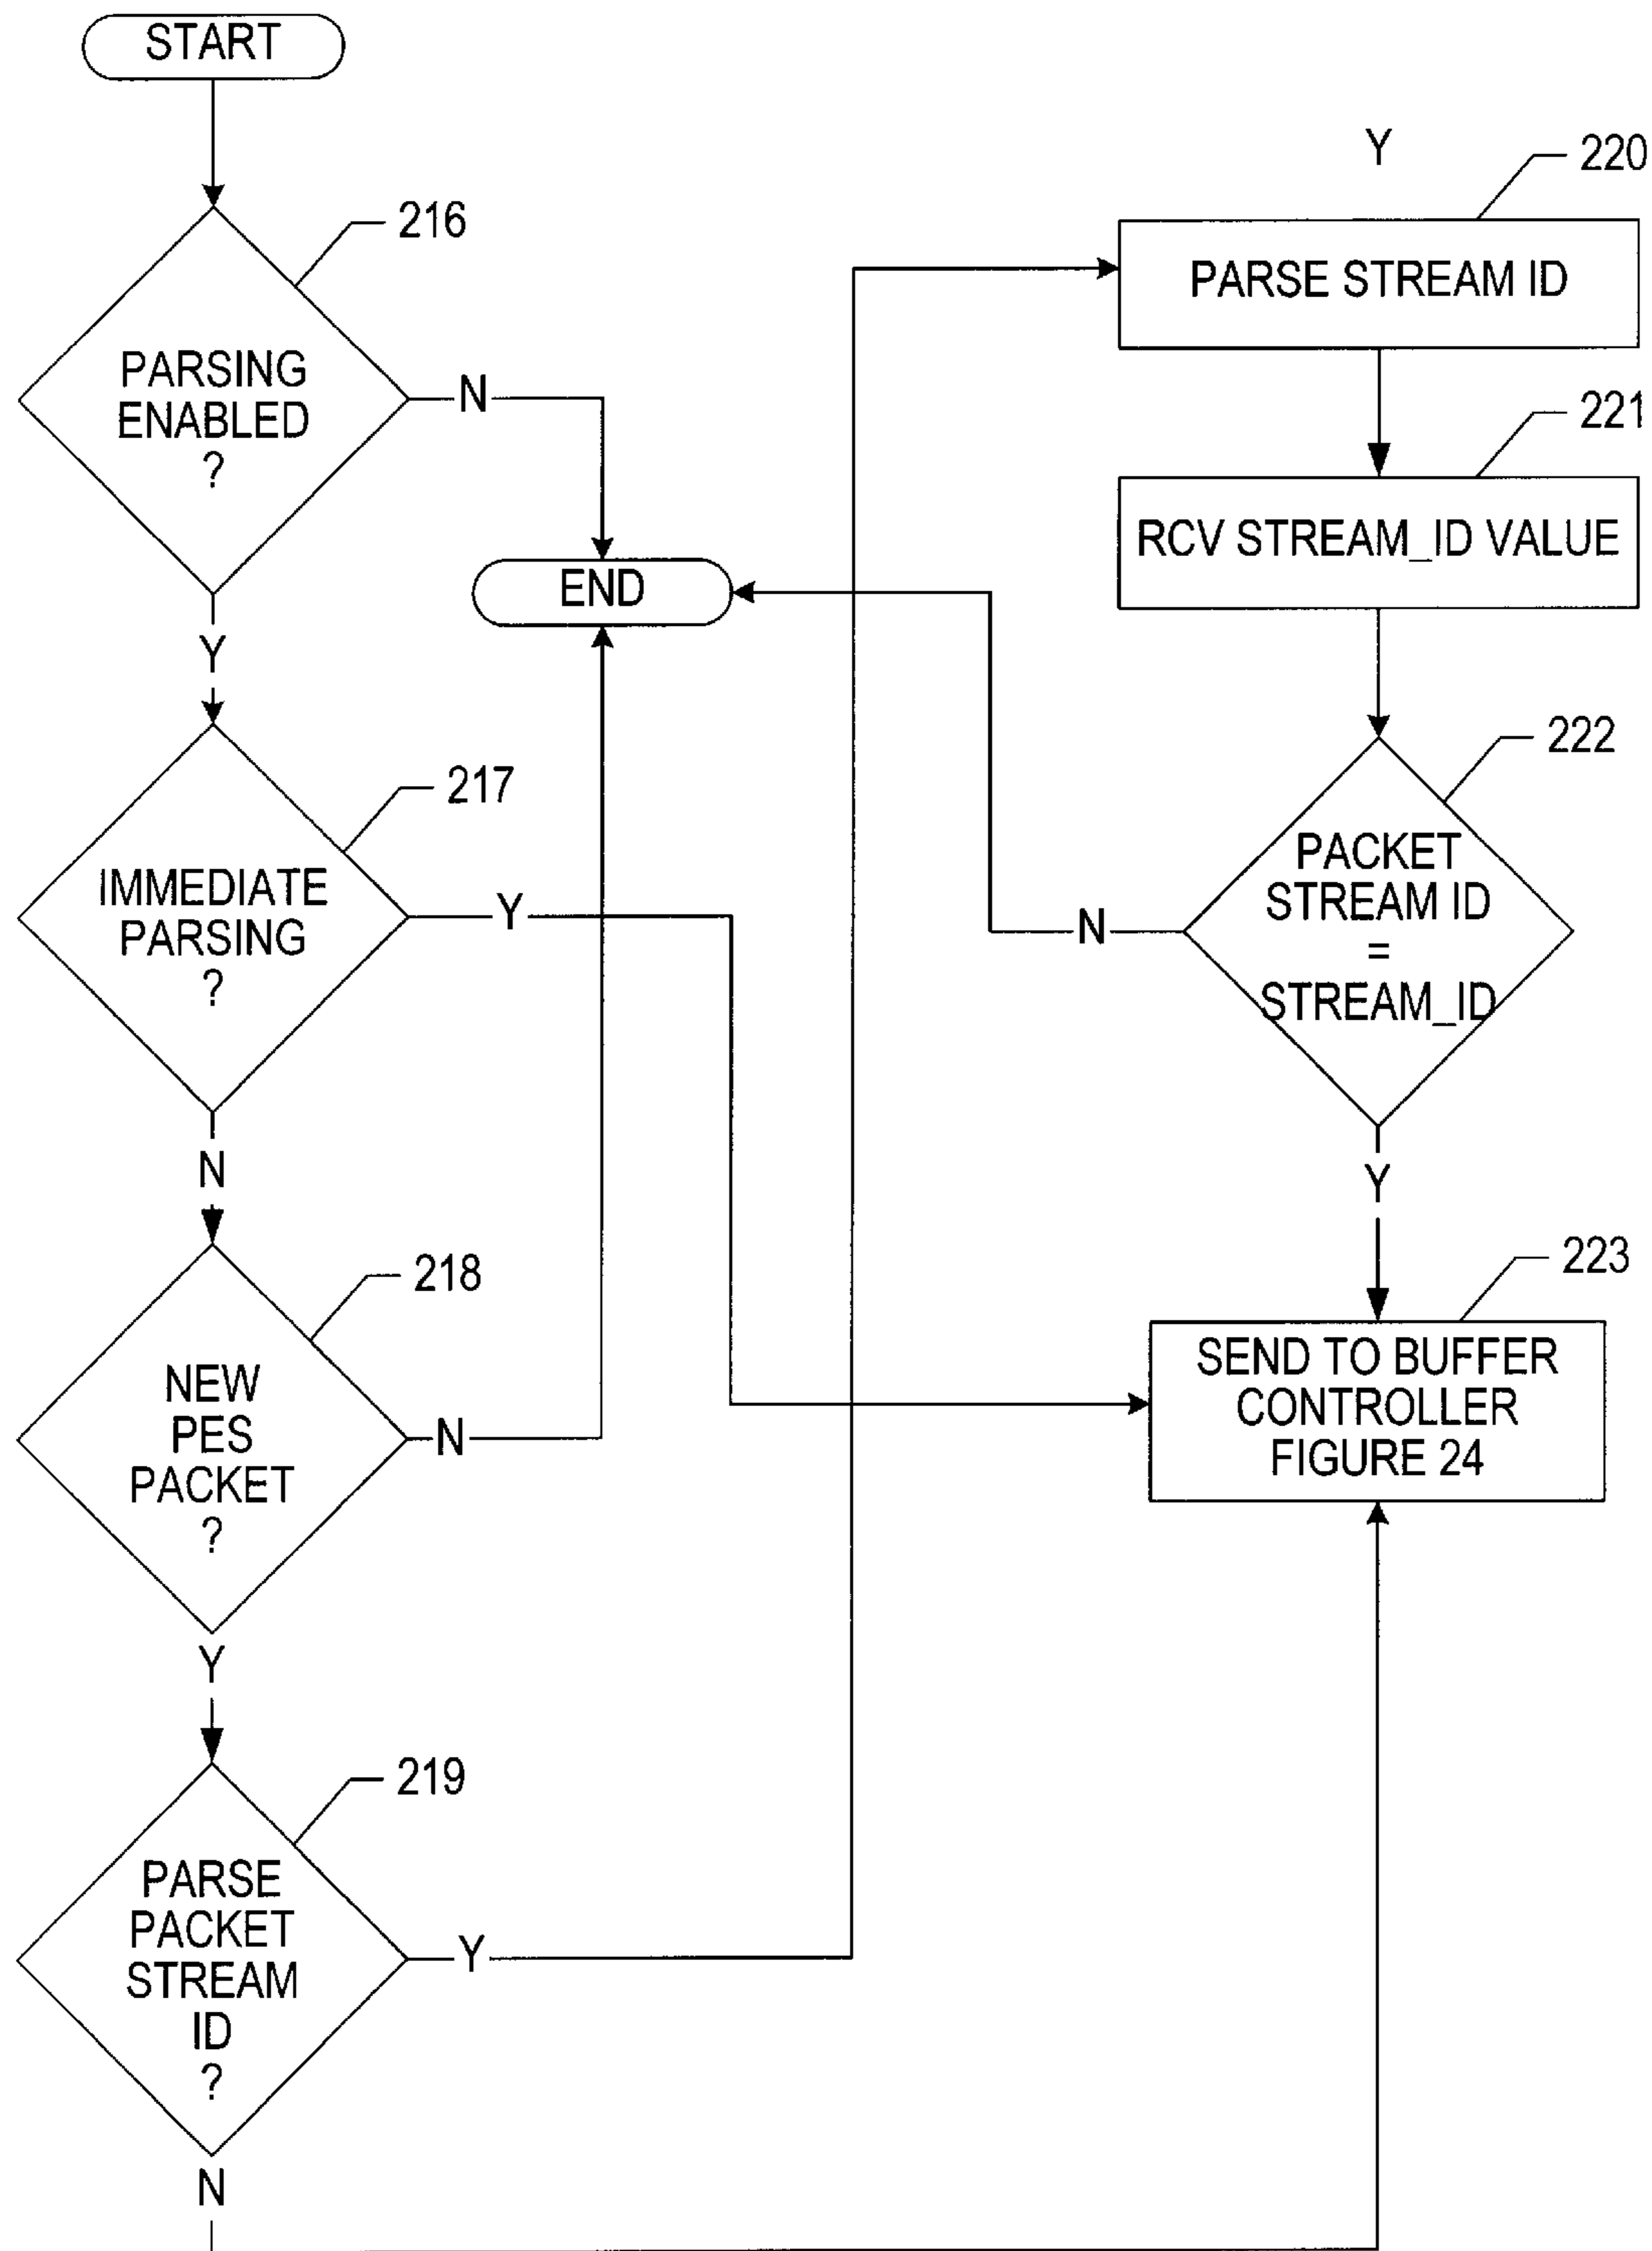 START
216
PARSING
ENABLED
?
N
END
Y
217
IMMEDIATE
PARSING
?
Y
N
218
NEW
PES
PACKET
?
N
Y
219
PARSE
PACKET
STREAM
ID
?
Y
N
Y
220
PARSE STREAM ID
221
RCV STREAM_ID VALUE
222
PACKET
STREAM ID
=
STREAM_ID
N
Y
223
SEND TO BUFFER
CONTROLLER
FIGURE 24